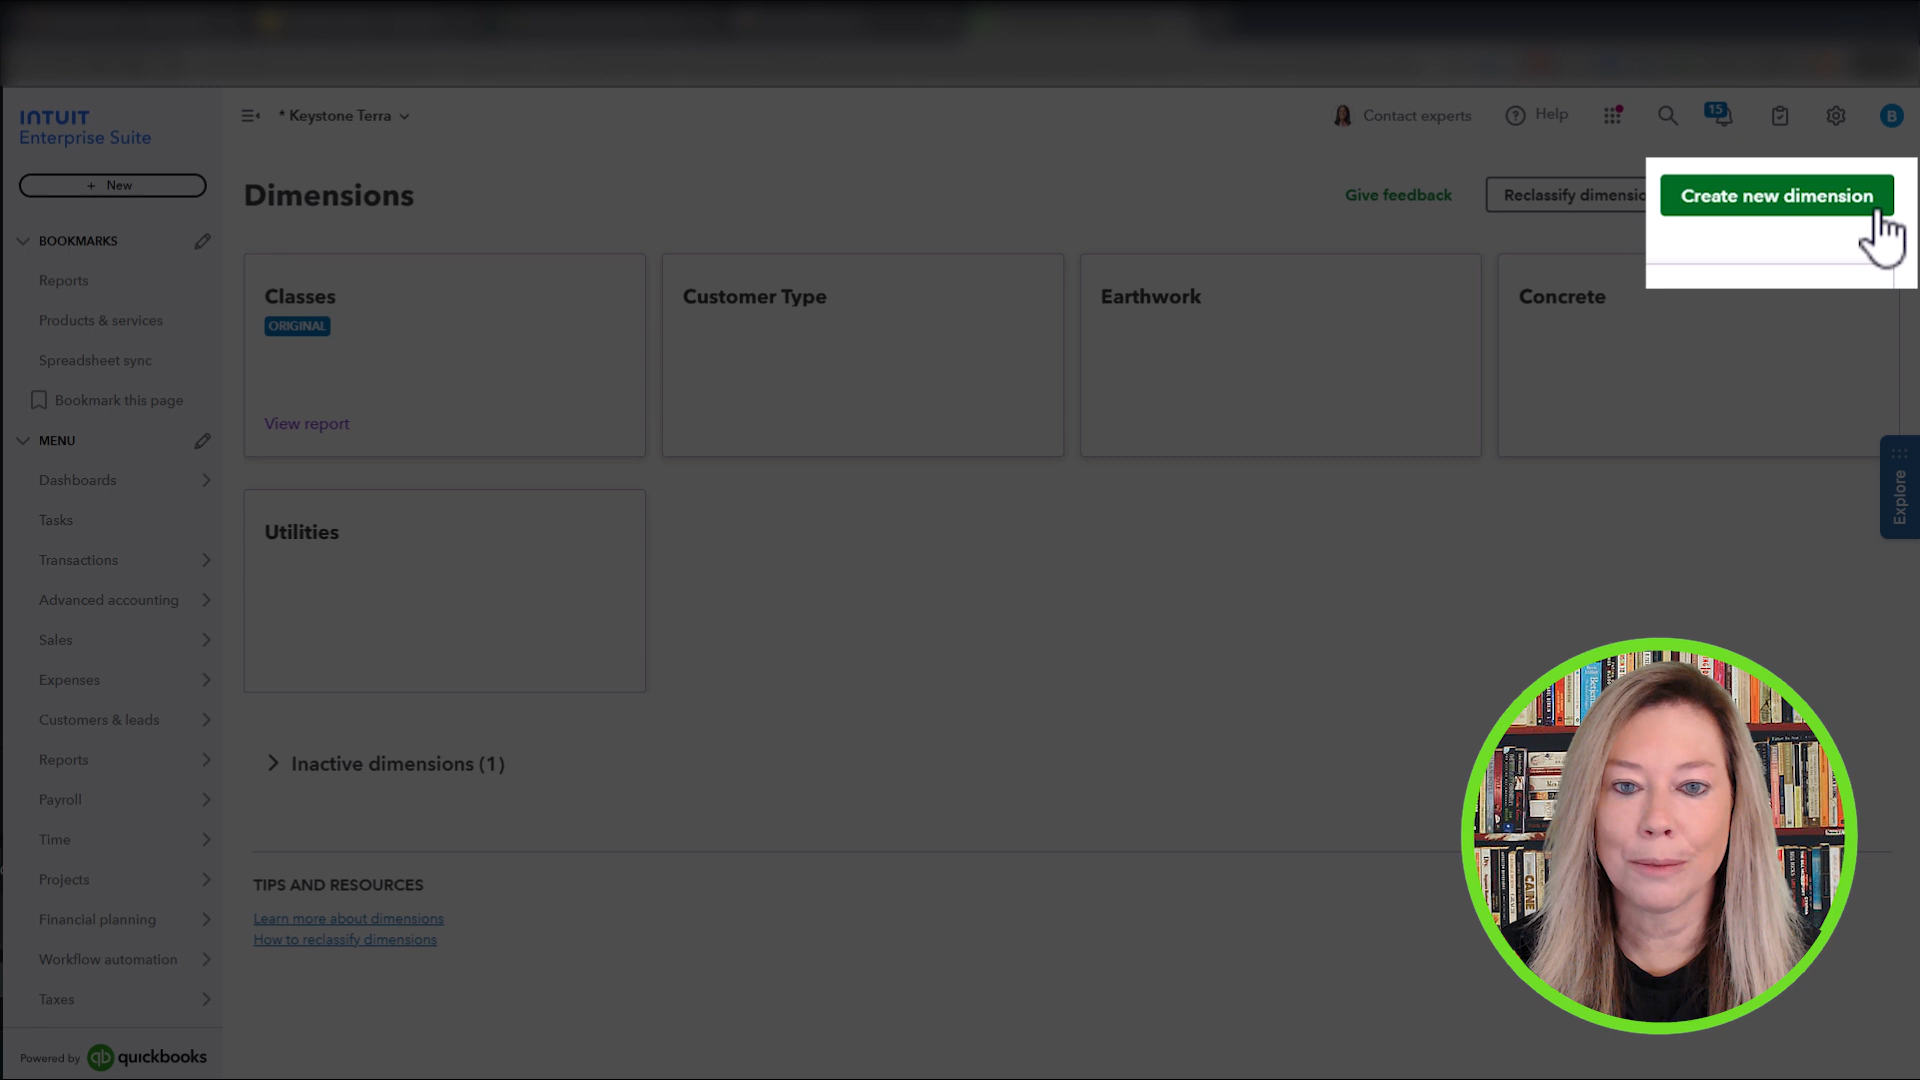 INTUIT
Enterprise Suite
* Keystone Terra
Contact experts
Help
15
B
+ New
Dimensions
Give feedback
Reclassify dimensio
Create new dimension
BOOKMARKS
Reports
Products & services
Spreadsheet sync
Bookmark this page
MENU
Dashboards
Tasks
Transactions
Advanced accounting
Sales
Expenses
Customers & leads
Reports
Payroll
Time
Projects
Financial planning
Workflow automation
Taxes
Powered by qb quickbooks
Classes
ORIGINAL
View report
Customer Type
Earthwork
Concrete
Utilities
Explore
Inactive dimensions (1)
TIPS AND RESOURCES
Learn more about dimensions
How to reclassify dimensions
CANE